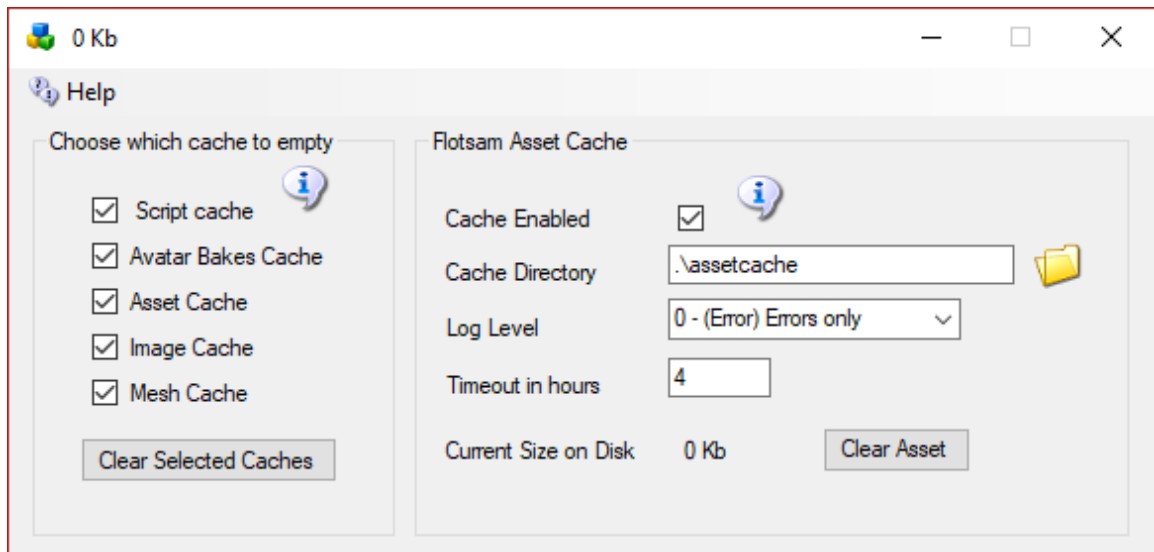 0 Kb
Help
Choose which cache to empty
Script cache
Avatar Bakes Cache
Asset Cache
Image Cache
Mesh Cache
Clear Selected Caches
Flotsam Asset Cache
Cache Enabled
Cache Directory .\assetcache
Log Level 0 - (Error) Errors only
Timeout in hours 4
Current Size on Disk 0 Kb Clear Asset